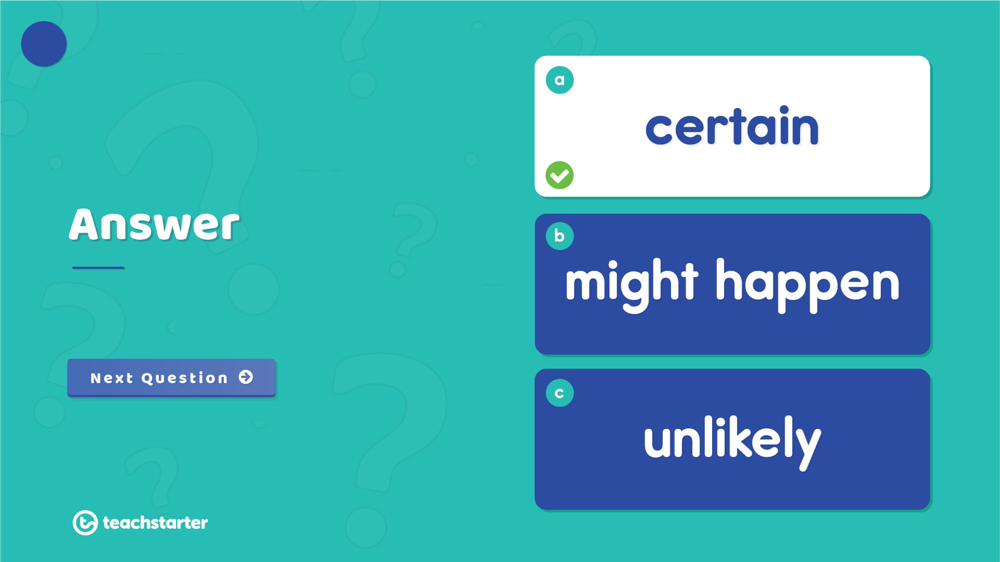 Answer
Next Question
teachstarter
a
certain
b
might happen
c
unlikely